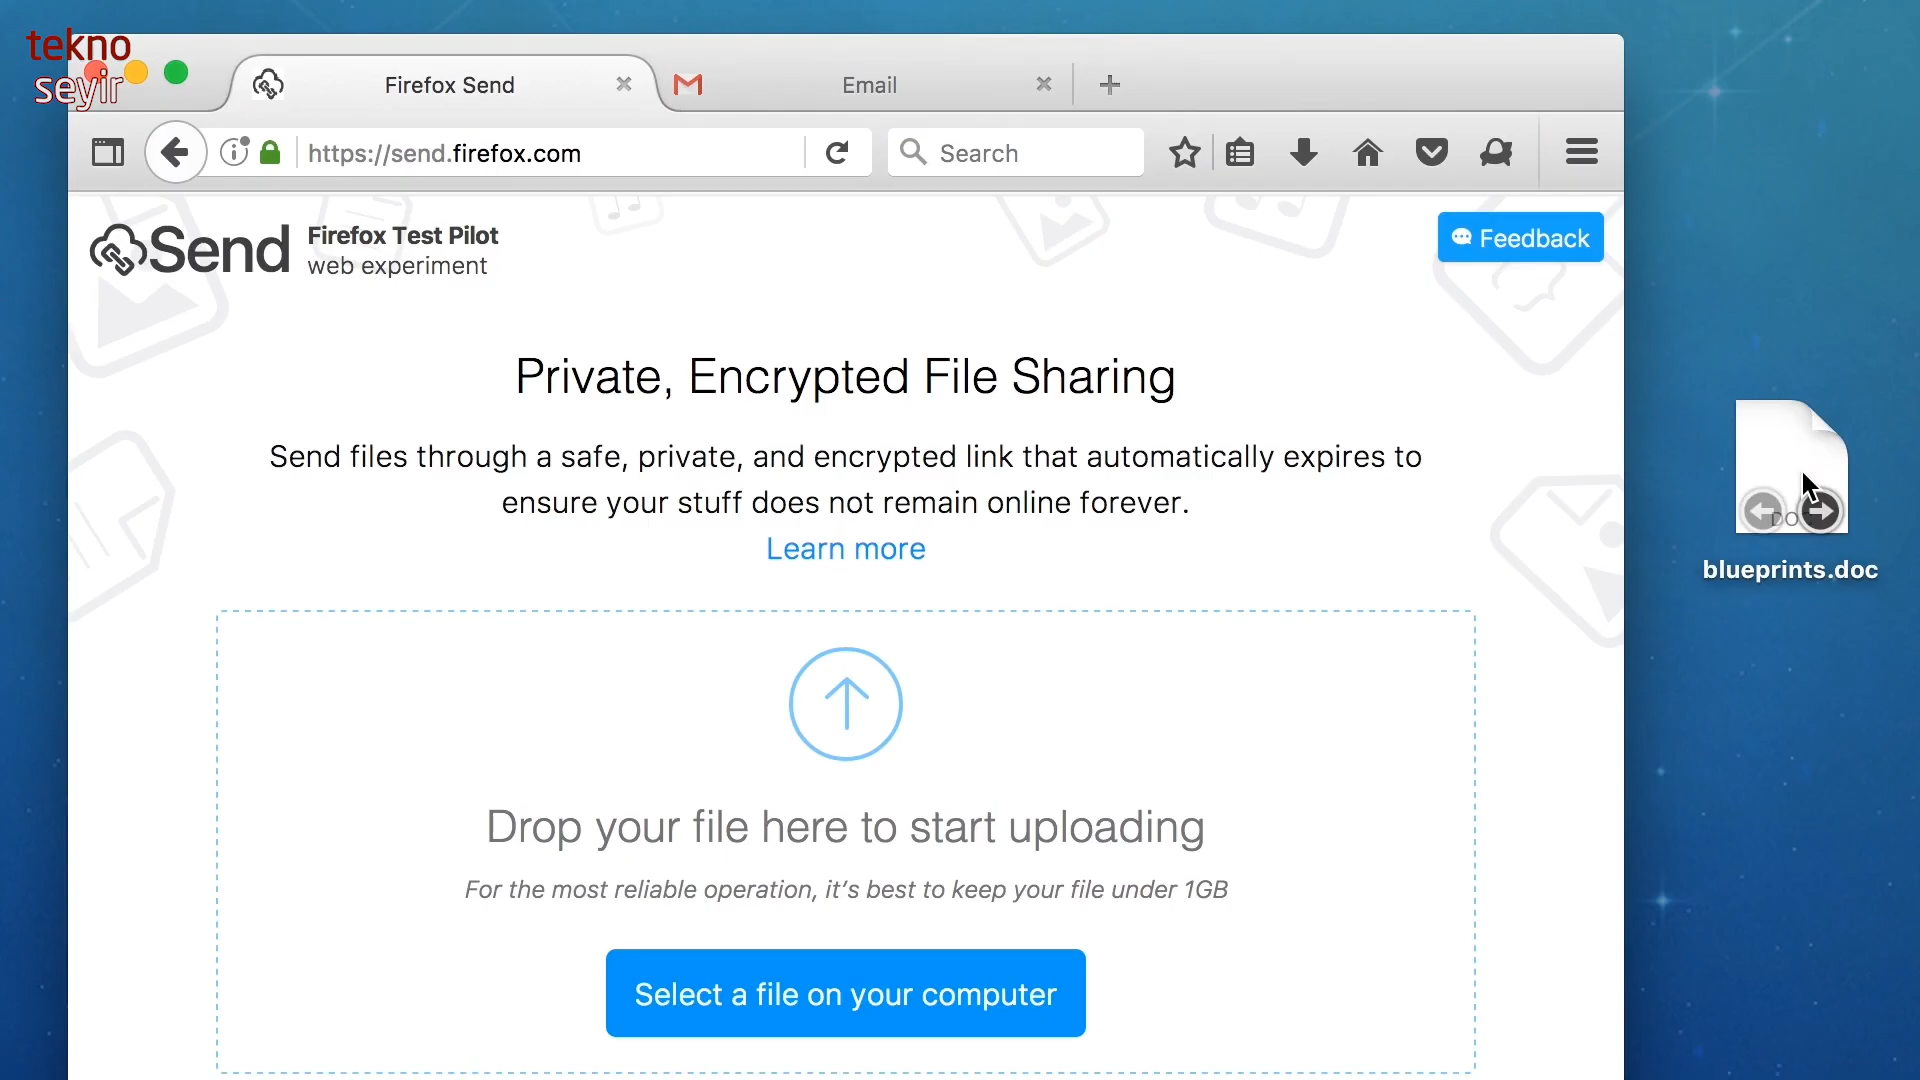 tekno
seyir
Firefox Send
Email
https://send.firefox.com
Search
Send
Firefox Test Pilot
web experiment
Feedback
Private, Encrypted File Sharing
Send files through a safe, private, and encrypted link that automatically expires to
ensure your stuff does not remain online forever.
Learn more
blueprints.doc
Drop your file here to start uploading
For the most reliable operation, it’s best to keep your file under 1GB
Select a file on your computer